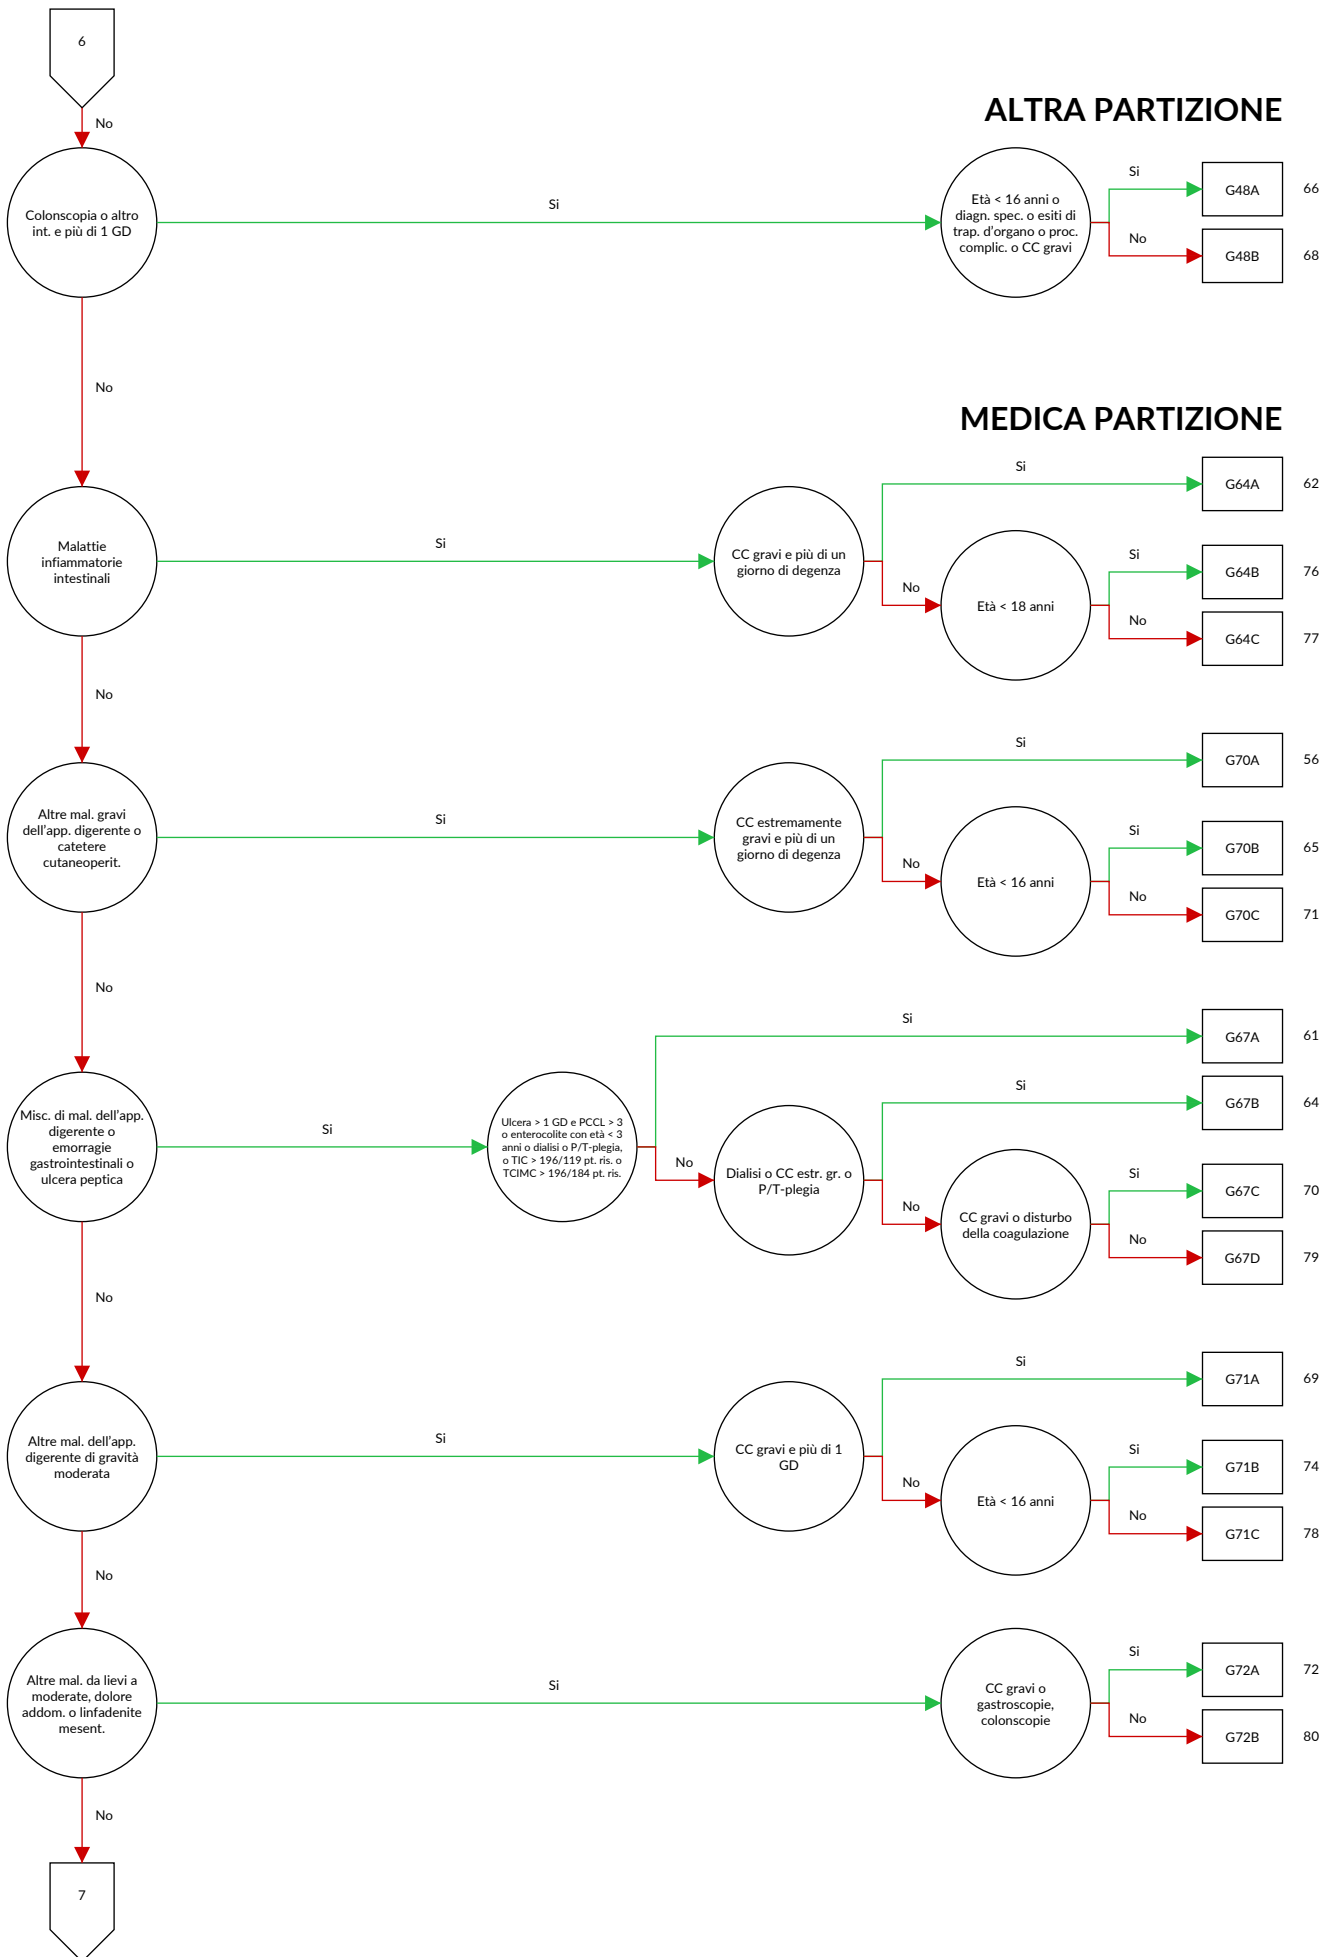 6
No
ALTRA PARTIZIONE
Colonscopia o altro
int. e più di 1 GD
Si
Età < 16 anni o
diagn. spec. o esiti di
trap. d'organo o proc.
complic. o CC gravi
Si
G48A
66
No
G48B
68
No
MEDICA PARTIZIONE
Malattie
infiammatorie
intestinali
Si
CC gravi e più di un
giorno di degenza
Si
G64A
62
No
Età < 18 anni
Si
G64B
76
No
G64C
77
No
Altre mal. gravi
dell'app. digerente o
catetere
cutaneoperit.
Si
CC estremamente
gravi e più di un
giorno di degenza
Si
G70A
56
No
Età < 16 anni
Si
G70B
65
No
G70C
71
No
Misc. di mal. dell'app.
digerente o
emorragie
gastrointestinali o
ulcera peptica
Si
Ulcera > 1 GD e PCCL > 3
o enterocolite con età < 3
anni o dialisi o P/T-plegia,
o TIC > 196/119 pt. ris. o
TCIMC > 196/184 pt. ris.
Si
G67A
61
No
Dialisi o CC estr. gr. o
P/T-plegia
Si
G67B
64
No
CC gravi o disturbo
della coagulazione
Si
G67C
70
No
G67D
79
No
Altre mal. dell'app.
digerente di gravità
moderata
Si
CC gravi e più di 1
GD
Si
G71A
69
No
Età < 16 anni
Si
G71B
74
No
G71C
78
No
Altre mal. da lievi a
moderate, dolore
addom. o linfadenite
mesent.
Si
CC gravi o
gastroscopie,
colonscopie
Si
G72A
72
No
G72B
80
No
7